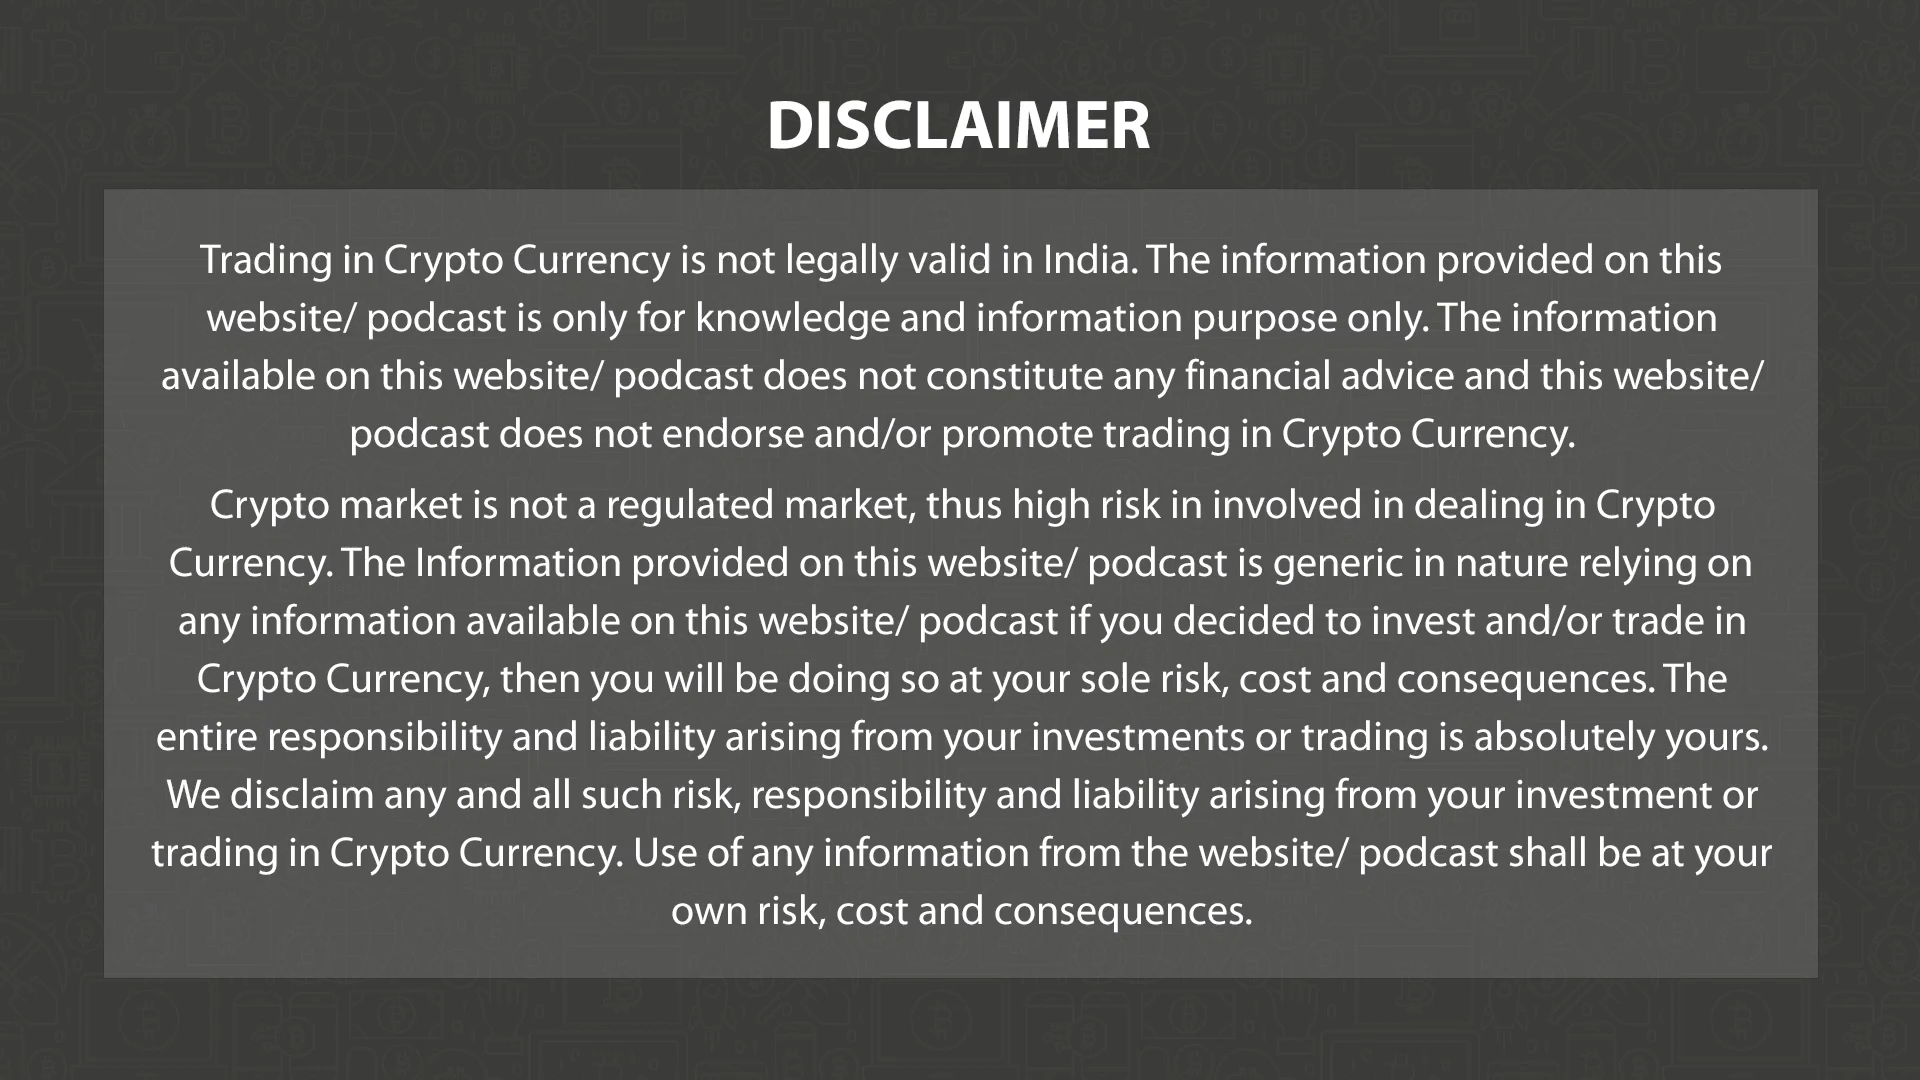 DISCLAIMER
Trading in Crypto Currency is not legally valid in India. The information provided on this
website/ podcast is only for knowledge and information purpose only. The information
available on this website/ podcast does not constitute any financial advice and this website/
podcast does not endorse and/or promote trading in Crypto Currency.
Crypto market is not a regulated market, thus high risk in involved in dealing in Crypto
Currency. The Information provided on this website/ podcast is generic in nature relying on
any information available on this website/ podcast if you decided to invest and/or trade in
Crypto Currency, then you will be doing so at your sole risk, cost and consequences. The
entire responsibility and liability arising from your investments or trading is absolutely yours.
We disclaim any and all such risk, responsibility and liability arising from your investment or
trading in Crypto Currency. Use of any information from the website/ podcast shall be at your
own risk, cost and consequences.